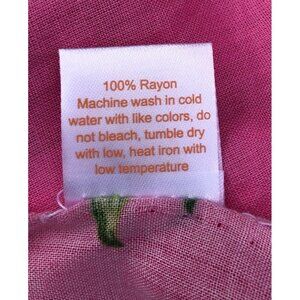 100% Rayon
Machine wash in cold
water with like colors, do
not bleach, tumble dry
with low, heat iron with
low temperature